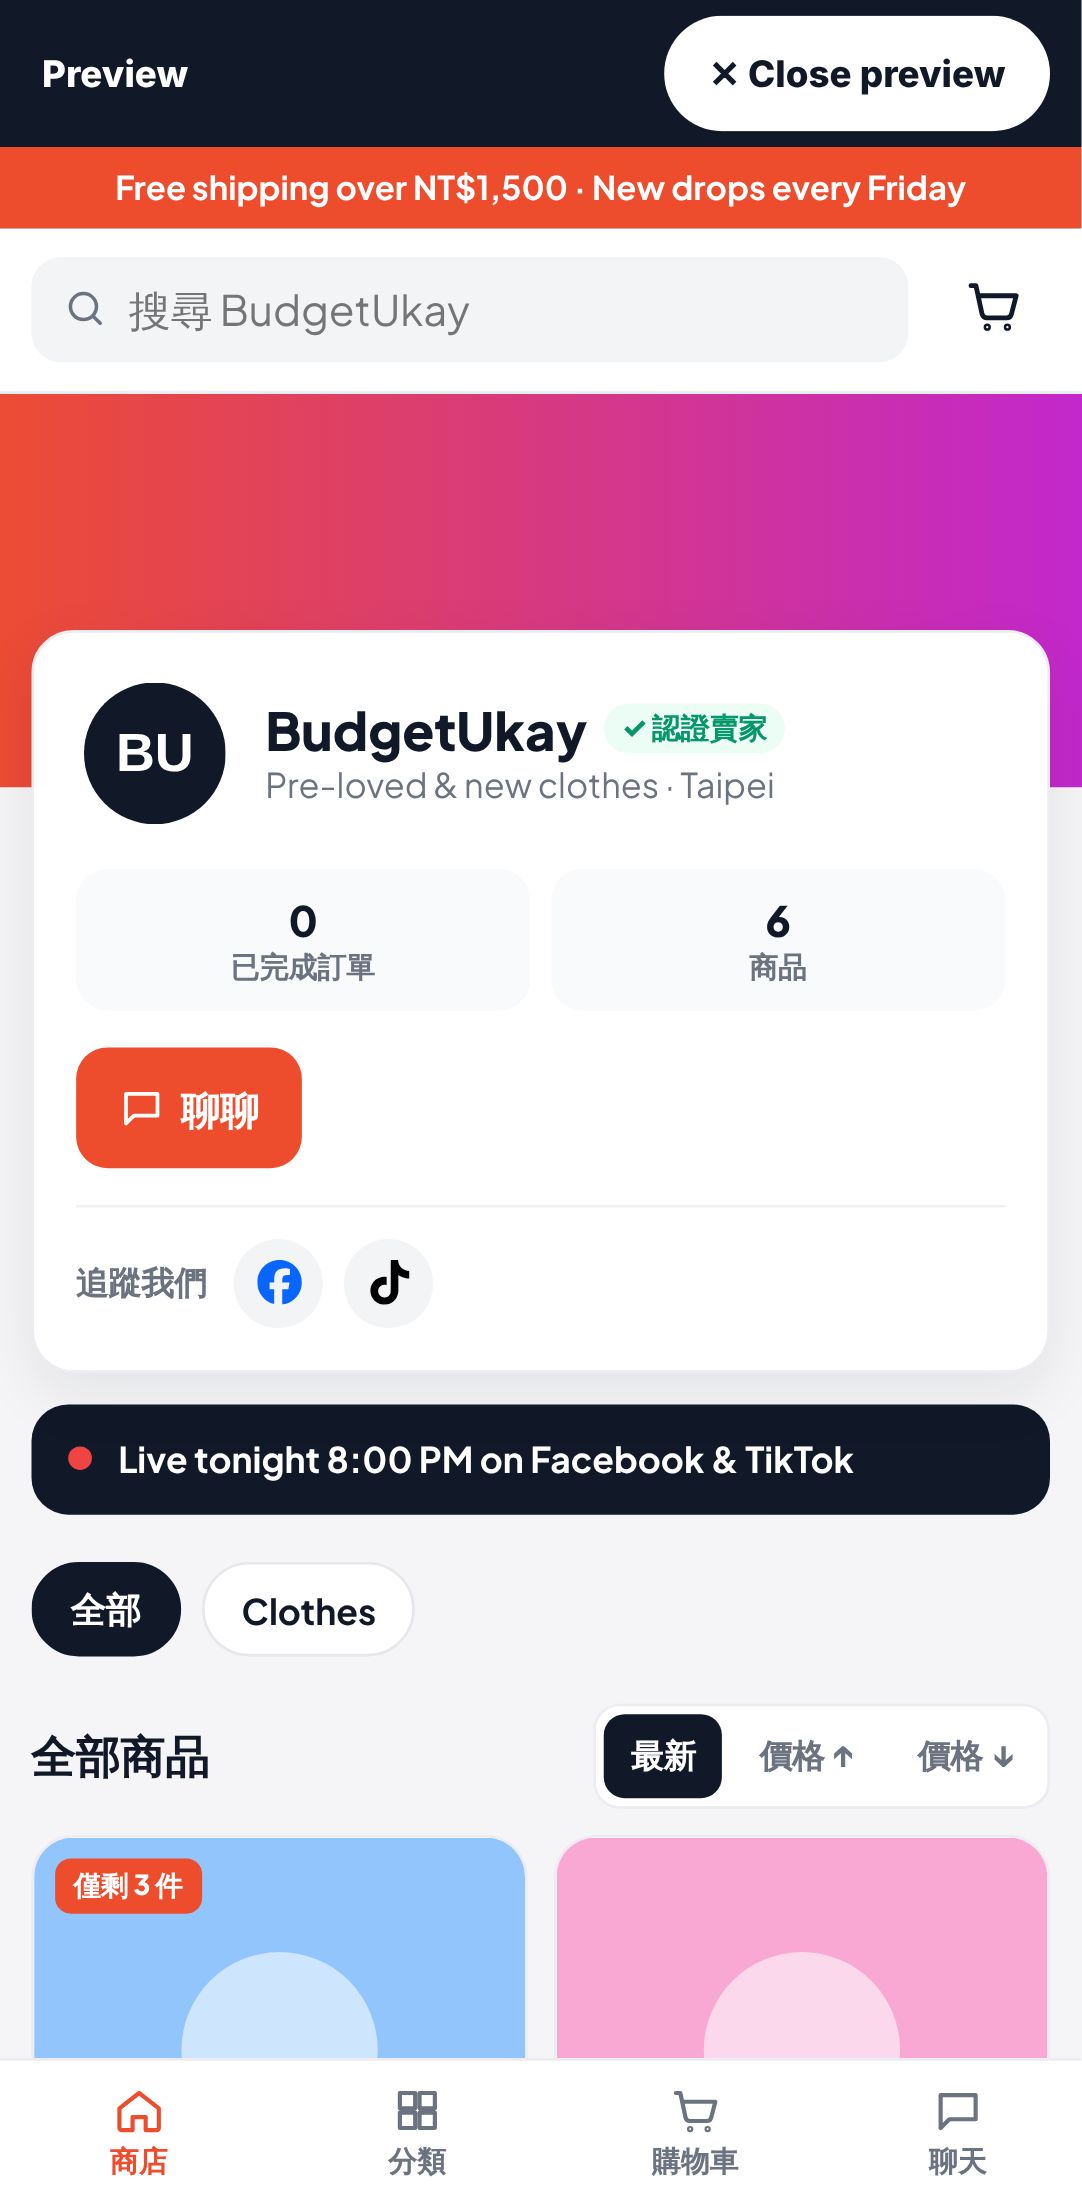 Preview
✕ Close preview
Free shipping over NT$1,500 · New drops every Friday
搜尋 BudgetUkay
BU
BudgetUkay
✓ 認證賣家
Pre-loved & new clothes · Taipei
0
已完成訂單
6
商品
聊聊
追蹤我們
Live tonight 8:00 PM on Facebook & TikTok
全部
Clothes
全部商品
最新
價格 ↑
價格 ↓
僅剩 3 件
商店
分類
購物車
聊天